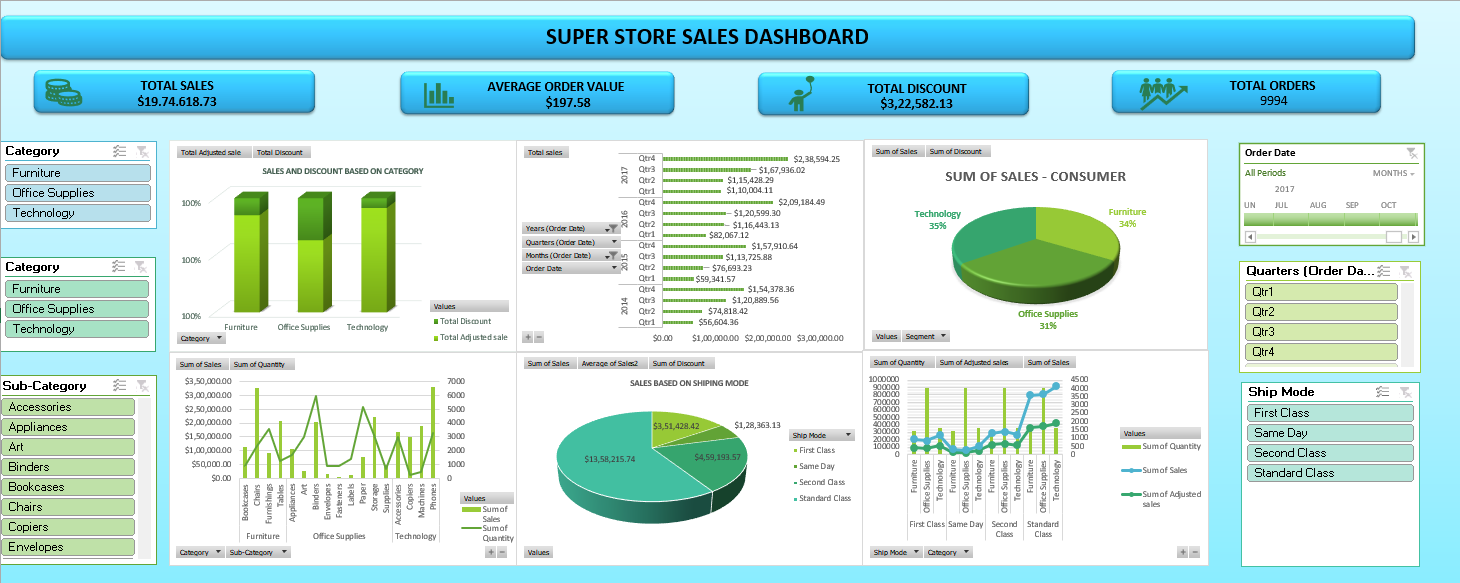 SUPER STORE SALES DASHBOARD
TOTAL SALES
$19.74.618.73
AVERAGE ORDER VALUE
$197.58
TOTAL DISCOUNT
$3,22,582.13
TOTAL ORDERS
9994
Category
Furniture
Office Supplies
Technology
Category
Furniture
Office Supplies
Technology
Sub-Category
Accessories
Appliances
Art
Binders
Bookcases
Chairs
Copiers
Envelopes
Total Adjusted sale Total Discount
SALES AND DISCOUNT BASED ON CATEGORY
100%
100%
100%
Furniture Office Supplies Technology
Values
Total Discount
Total Adjusted sale
Category
Total sales
Years (Order Date)
Quarters (Order Date)
Months (Order Date)
Order Date
2017
Qtr4 $2,38,594.25
Qtr3 $1,67,936.02
Qtr2 $1,15,428.29
Qtr1 $1,10,004.11
2016
Qtr4 $2,09,184.49
Qtr3 $1,20,599.30
Qtr2 $1,16,443.13
Qtr1 $82,067.12
2015
Qtr4 $1,57,910.64
Qtr3 $1,13,725.88
Qtr2 $76,693.23
Qtr1 $59,341.57
2014
Qtr4 $1,54,378.36
Qtr3 $1,20,889.56
Qtr2 $74,818.42
Qtr1 $56,604.36
$0.00 $1,00,000.00 $2,00,000.00 $3,00,000.00
Sum of Sales Sum of Discount
SUM OF SALES - CONSUMER
Technology
35%
Furniture
34%
Office Supplies
31%
Values Segment
Order Date
All Periods MONTHS
2017
UN JUL AUG SEP OCT
Quarters (Order Da...
Qtr1
Qtr2
Qtr3
Qtr4
Ship Mode
First Class
Same Day
Second Class
Standard Class
Sum of Sales Sum of Quantity
$3,50,000.00 7000
$3,00,000.00 6000
$2,50,000.00 5000
$2,00,000.00 4000
$1,50,000.00 3000
$1,00,000.00 2000
$50,000.00 1000
$0.00 0
Bookcases
Chairs
Furnishings
Tables
Appliances
Art
Binders
Envelopes
Fasteners
Labels
Paper
Storage
Supplies
Accessories
Copiers
Machines
Phones
Furniture Office Supplies Technology
Values
Sum of
Sales
Sum of
Quantity
Category Sub-Category
Sum of Sales Average of Sales2 Sum of Discount
SALES BASED ON SHIPING MODE
$3,51,428.42
$1,28,363.13
$4,59,193.57
$13,58,215.74
Ship Mode
First Class
Same Day
Second Class
Standard Class
Values
Sum of Quantity Sum of Adjusted sales Sum of Sales
1000000 4500
900000 4000
800000 3500
700000 3000
600000 2500
500000 2000
400000 1500
300000 1000
200000 500
100000 0
0
Furniture
Office Supplies
Technology
Furniture
Office Supplies
Technology
Furniture
Office Supplies
Technology
Furniture
Office Supplies
Technology
First Class Same Day Second Class Standard Class
Values
Sum of Quantity
Sum of Sales
Sum of Adjusted
sales
Ship Mode Category